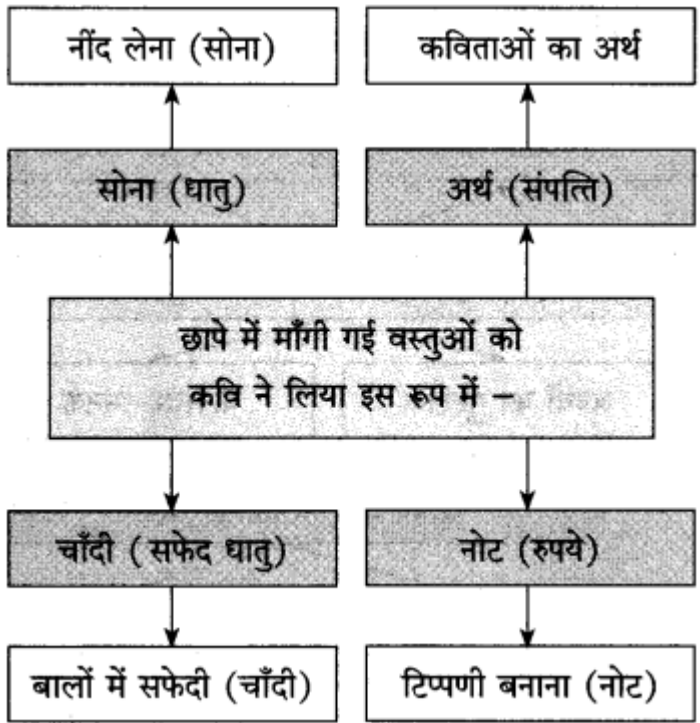 नींद लेना (सोना)
कविताओं का अर्थ
सोना (धातु)
अर्थ (संपत्ति)
छापे में माँगी गई वस्तुओं को
कवि ने लिया इस रूप में –
चाँदी (सफेद धातु)
नोट (रुपये)
बालों में सफेदी (चाँदी)
टिप्पणी बनाना (नोट)